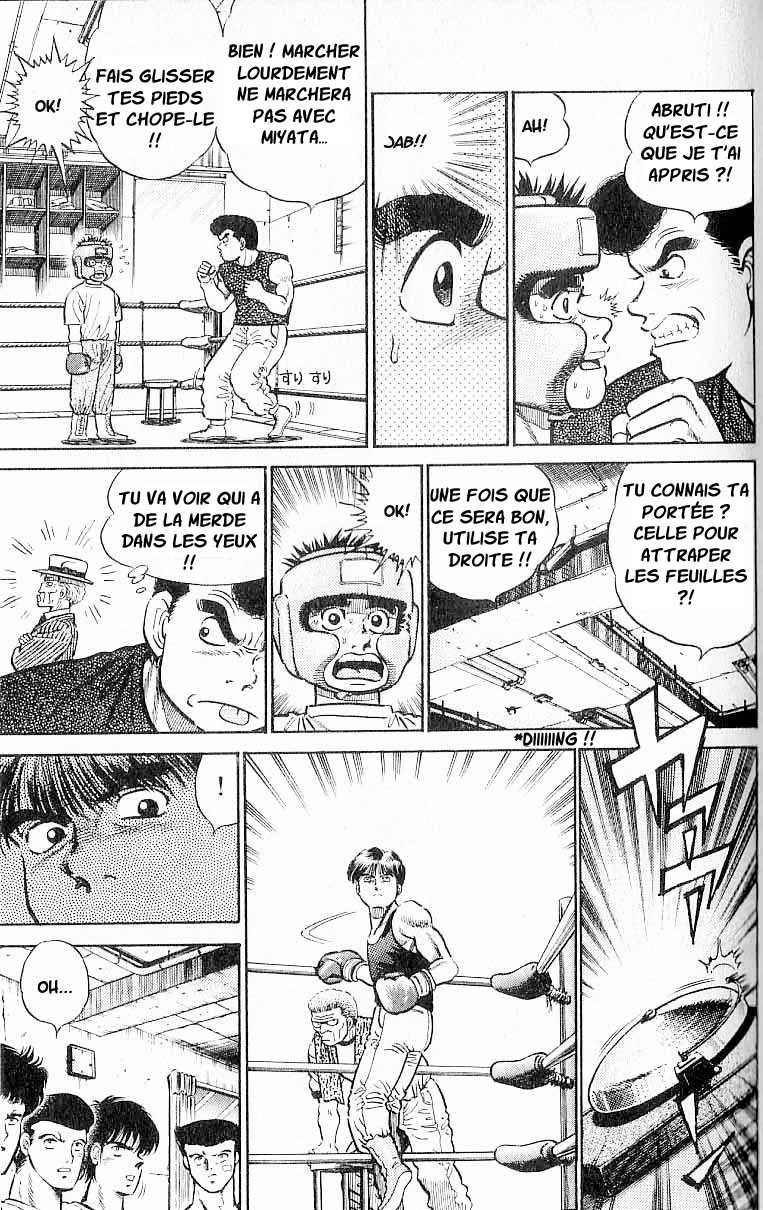 ABRUTI !!
QU'EST-CE
QUE JE T'AI
APPRIS ?!
AH!
JAB!!
BIEN ! MARCHER
LOURDEMENT
NE MARCHERA
PAS AVEC
MIYATA...
FAIS GLISSER
TES PIEDS
ET CHOPE-LE
!!
OK!
すり すり
TU CONNAIS TA
PORTÉE ?
CELLE POUR
ATTRAPER
LES FEUILLES
?!
UNE FOIS QUE
CE SERA BON,
UTILISE TA
DROITE !!
OK!
TU VA VOIR QUI A
DE LA MERDE
DANS LES YEUX
!!
*DIIIIIING !!
!
OH...